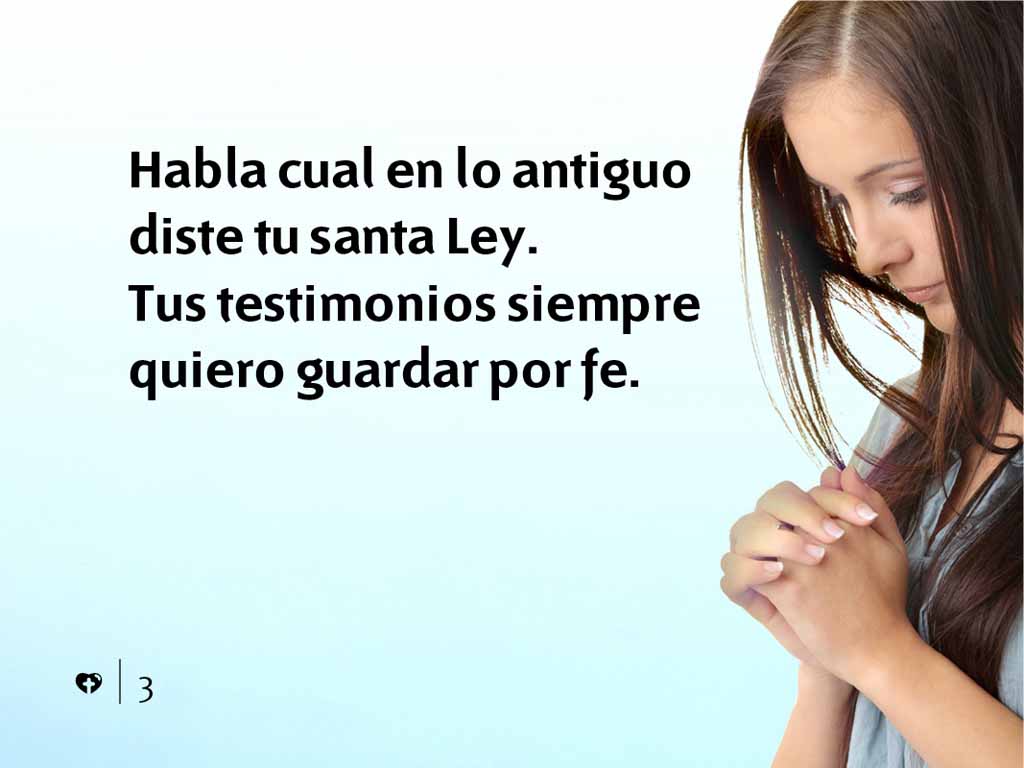 Habla cual en lo antiguo
diste tu santa Ley.
Tus testimonios siempre
quiero guardar por fe.
3